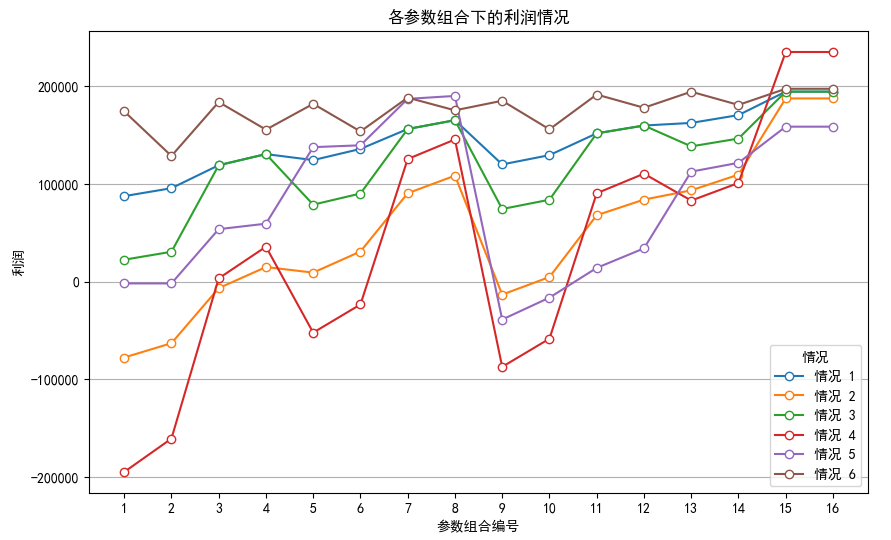 各参数组合下的利润情况
利润
200000
100000
0
−100000
−200000
1 2 3 4 5 6 7 8 9 10 11 12 13 14 15 16
参数组合编号
情况
情况 1
情况 2
情况 3
情况 4
情况 5
情况 6